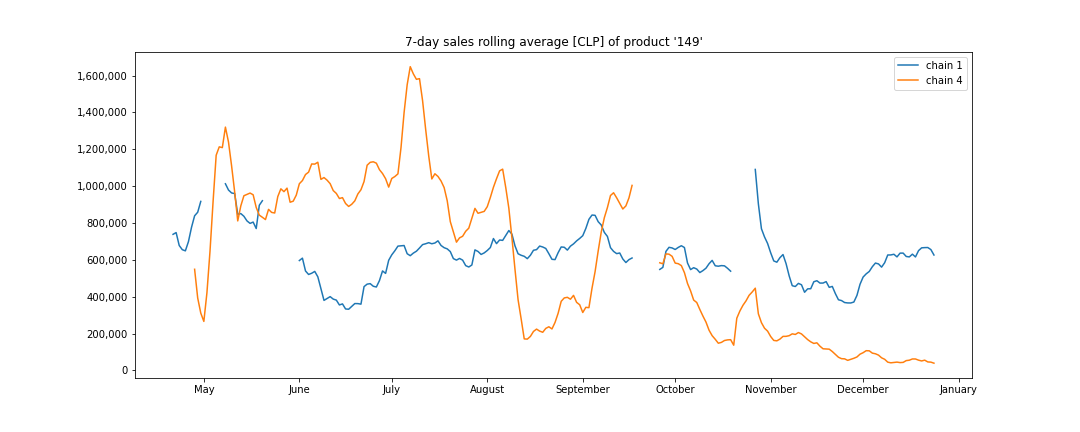 7-day sales rolling average [CLP] of product '149'
chain 1
chain 4
1,600,000
1,400,000
1,200,000
1,000,000
800,000
600,000
400,000
200,000
0
May June July August September October November December January